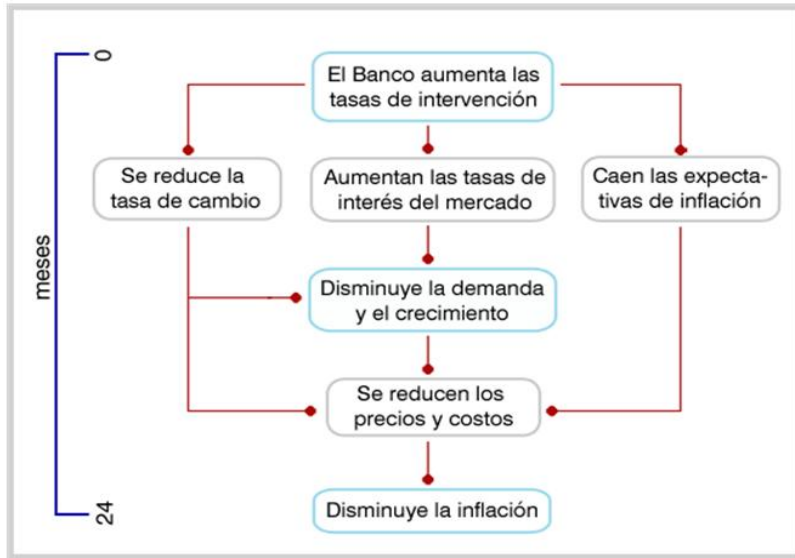 0
El Banco aumenta las
tasas de intervención
Se reduce la
tasa de cambio
Aumentan las tasas de
interés del mercado
Caen las expecta-
tivas de inflación
meses
Disminuye la demanda
y el crecimiento
Se reducen los
precios y costos
24
Disminuye la inflación